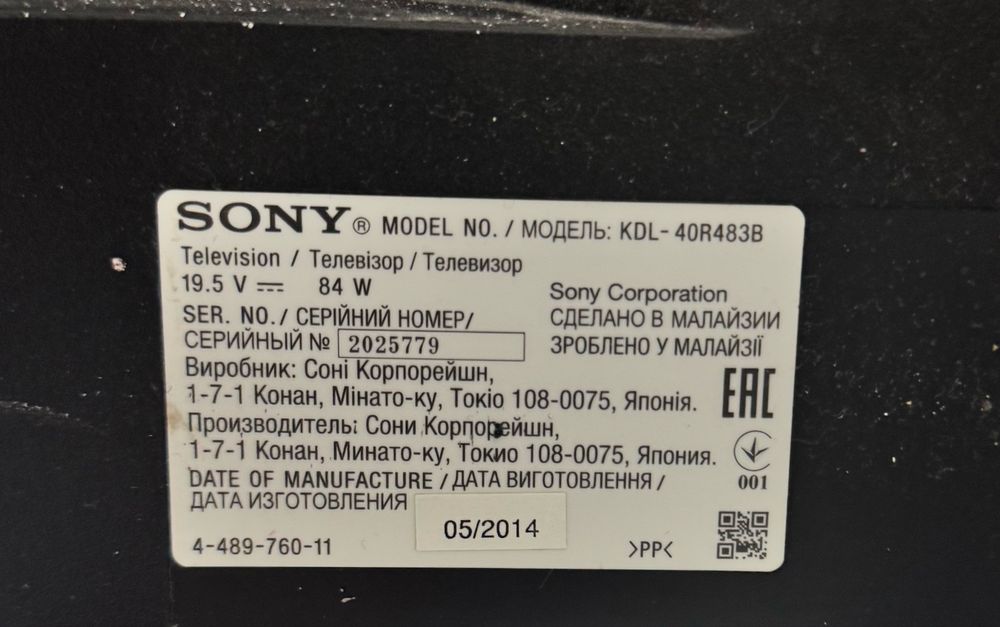 SONY® MODEL NO. / МОДЕЛЬ: KDL-40R483B
Television / Телевізор / Телевизор
19.5 V ⎓ 84 W
Sony Corporation
SER. NO./ СЕРІЙНИЙ НОМЕР/
СДЕЛАНО В МАЛАЙЗИИ
СЕРИЙНЫЙ № 2025779
ЗРОБЛЕНО У МАЛАЙЗІЇ
Виробник: Соні Корпорейшн,
1-7-1 Конан, Мінато-ку, Токіо 108-0075, Японія.
EAC
Производитель: Сони Корпорейшн,
1-7-1 Конан, Минато-ку, Токио 108-0075, Япония.
001
DATE OF MANUFACTURE / ДАТА ВИГОТОВЛЕННЯ /
ДАТА ИЗГОТОВЛЕНИЯ
05/2014
4-489-760-11
>PP<